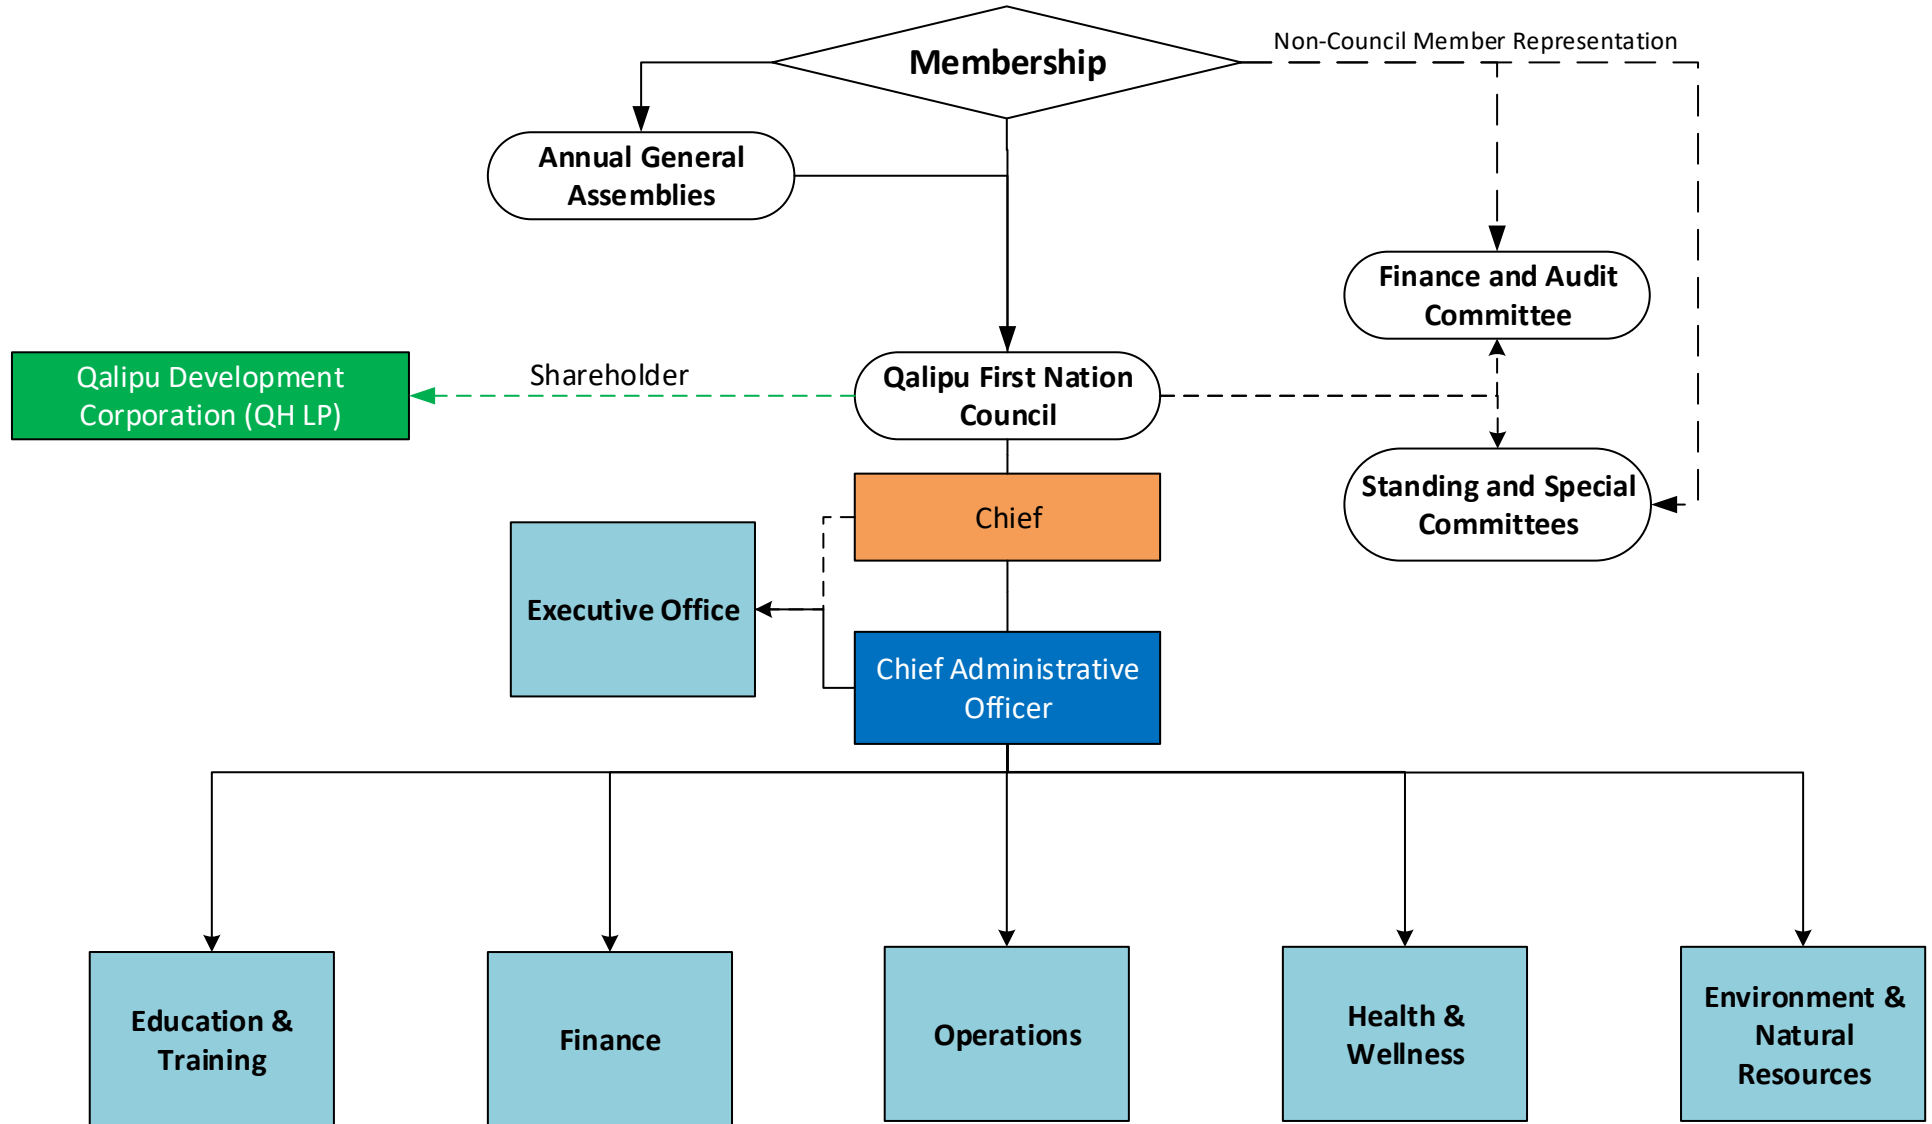 Non-Council Member Representation
Membership
Annual General
Assemblies
Finance and Audit
Committee
Qalipu Development
Corporation (QH LP)
Shareholder
Qalipu First Nation
Council
Standing and Special
Committees
Chief
Executive Office
Chief Administrative
Officer
Education &
Training
Finance
Operations
Health &
Wellness
Environment &
Natural
Resources